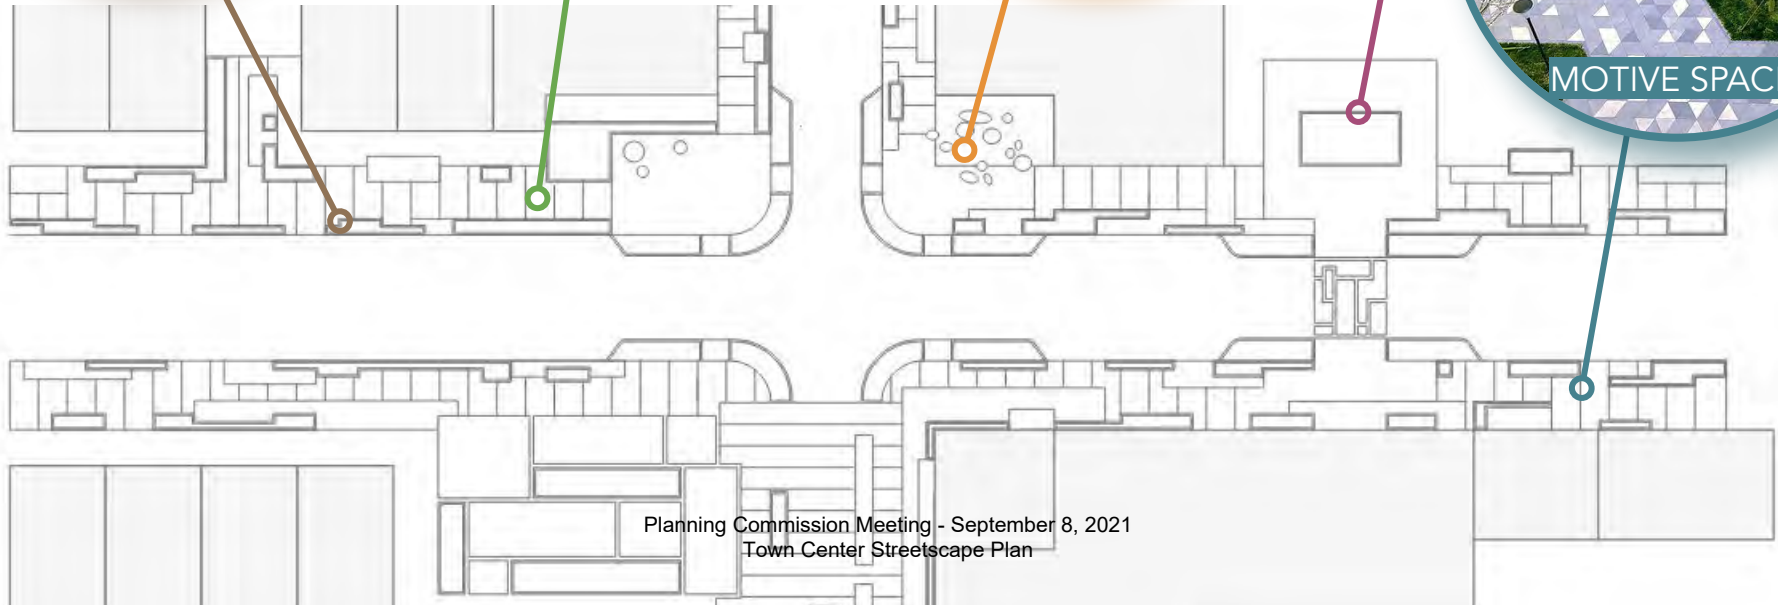 MOTIVE SPAC
Planning Commission Meeting - September 8, 2021
Town Center Streetscape Plan